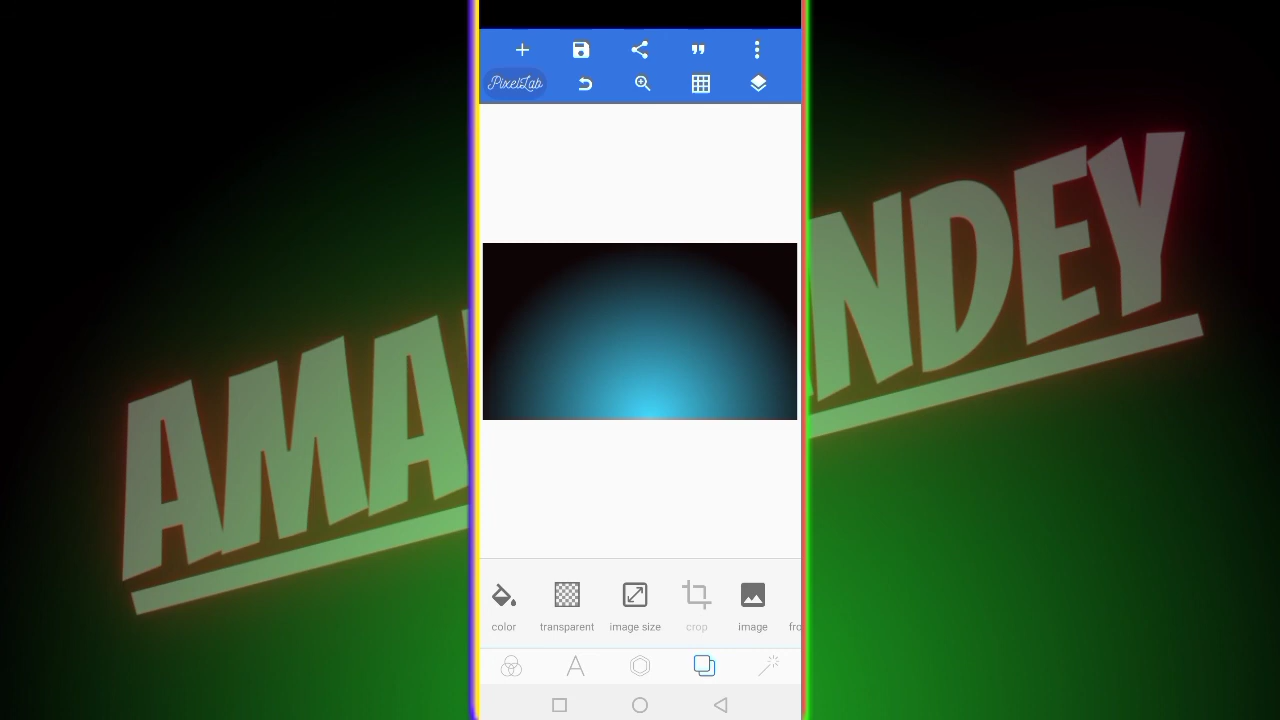 PixelLab
AMA
NDEY
color
transparent
image size
crop
image
fro